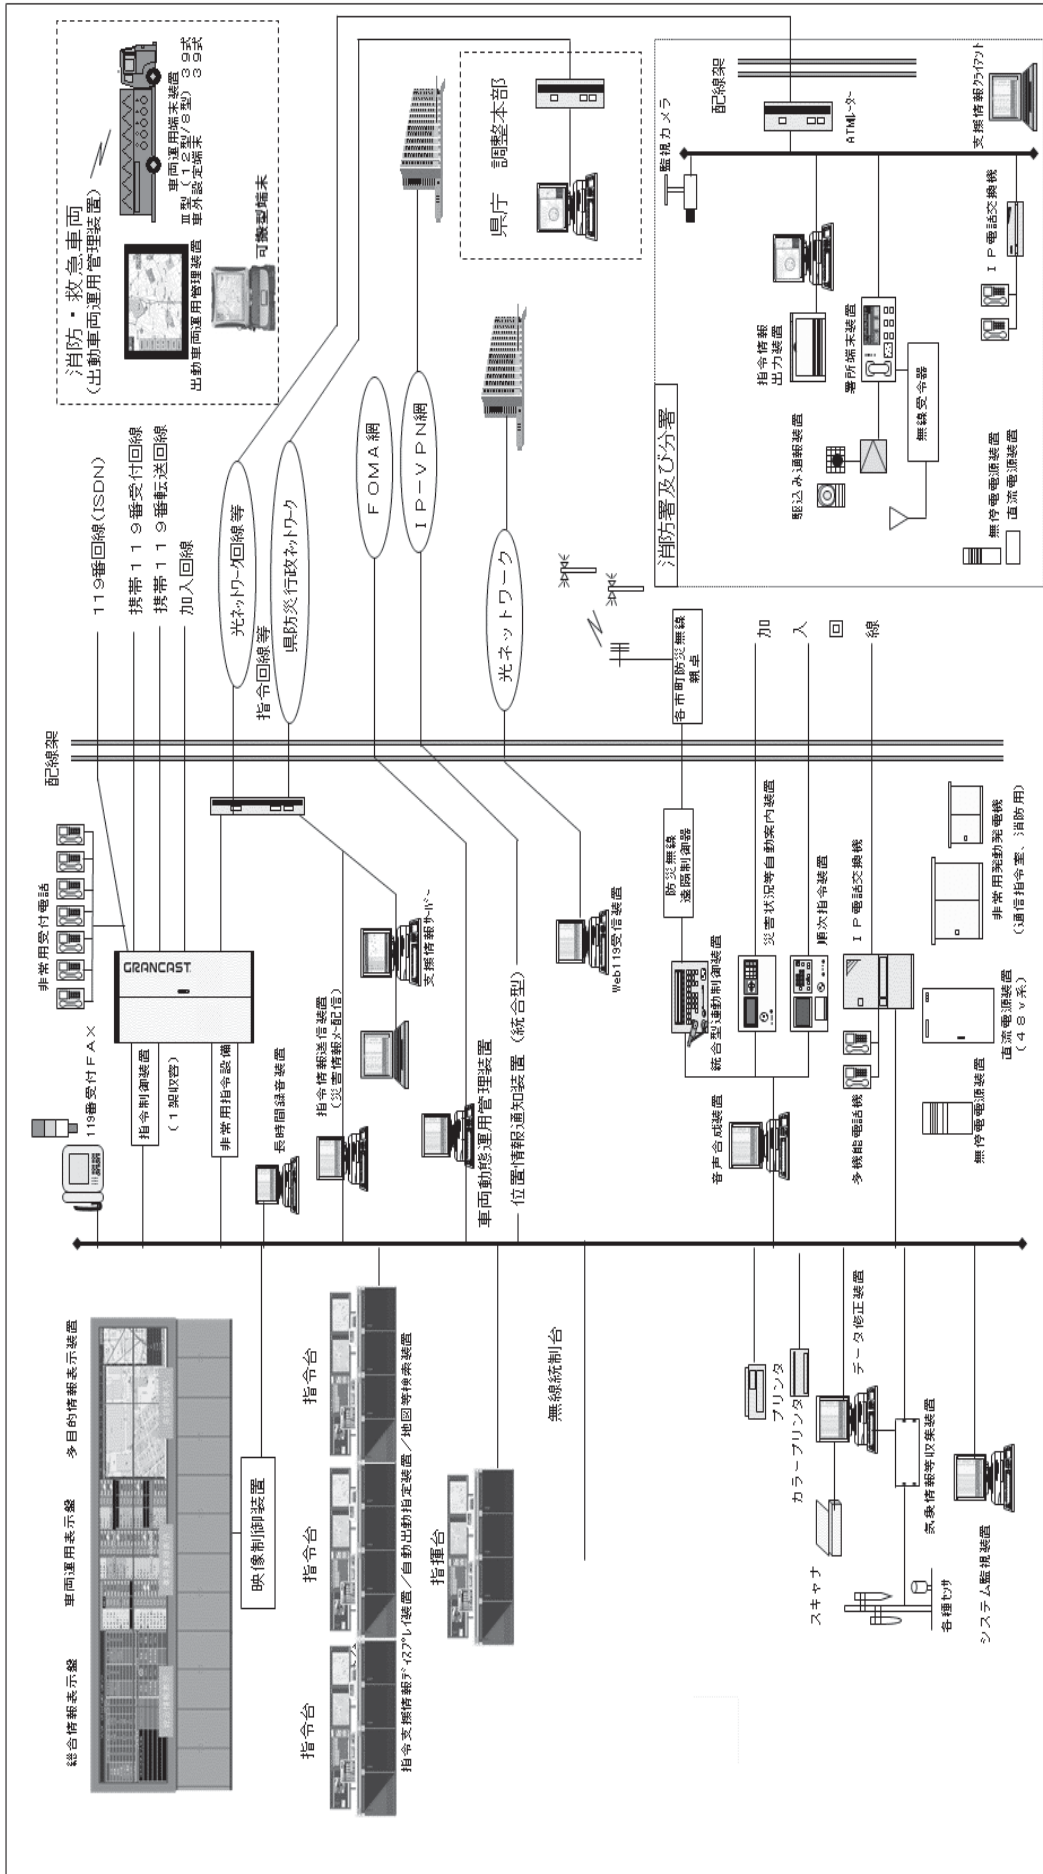 総合情報表示盤
車両運用表示盤
多目的情報表示装置
映像制御装置
指令台
指令台
指令台
指令支援情報ディスプレイ装置/自動出動指定装置/地図等検索装置
指揮台
無線統制台
プリンタ
カラープリンタ
スキャナ
データ修正装置
気象情報等収集装置
各種センサ
システム監視装置
119番受付FAX
非常用受付電話
GRANCAST
指令制御装置
(1架収容)
非常用指令設備
長時間録音装置
指令情報送信装置
(災害情報メール配信)
支援情報サーバー
車両動態運用管理装置
位置情報通知装置(統合型)
Web119受信装置
音声合成装置
統合型連動制御装置
防災無線
遠隔制御器
災害状況等自動案内装置
順次指令装置
IP電話交換機
多機能電話機
無停電電源装置
直流電源装置
(48V系)
非常用発動発電機
(通信指令室、消防用)
配線架
119番回線(ISDN)
携帯119番受付回線
携帯119番転送回線
加入回線
光ネットワーク回線等
指令回線等
県防災行政ネットワーク
FOMA網
IP-VPN網
光ネットワーク
各市町防災無線
親卓
加入回線
消防・救急車両
(出動車両運用管理装置)
車両運用端末装置
Ⅲ型(12型/8型) 39式
車外設定端末 39式
出動車両運用管理装置
可搬型端末
県庁 調整本部
消防署及び分署
配線架
監視カメラ
ATMルーター
支援情報クライアント
指令情報
出力装置
署所端末装置
IP電話交換機
駆込み通報装置
無線受令器
無停電電源装置
直流電源装置